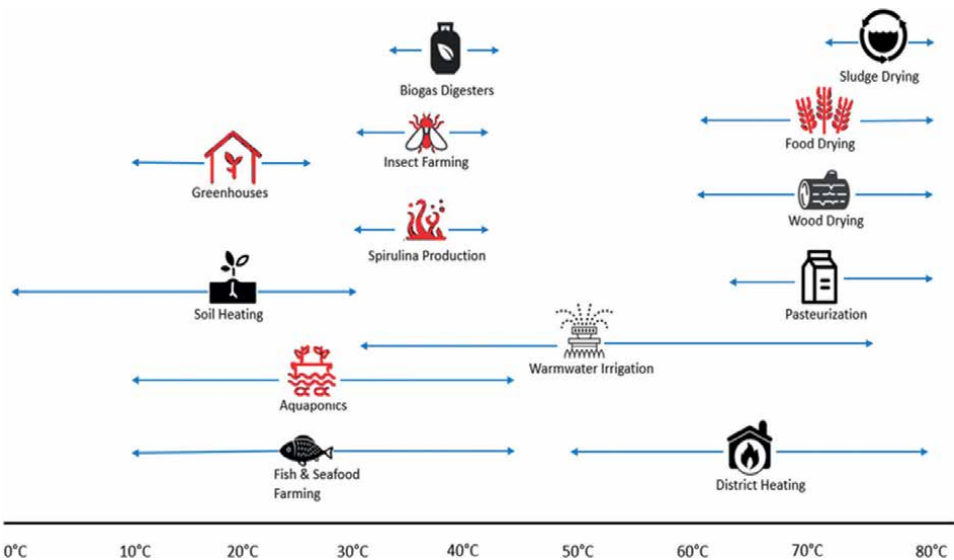 Sludge Drying
Biogas Digesters
Food Drying
Insect Farming
Greenhouses
Wood Drying
Spirulina Production
Soil Heating
Pasteurization
Warmwater Irrigation
Aquaponics
Fish & Seafood
Farming
District Heating
0°C 10°C 20°C 30°C 40°C 50°C 60°C 70°C 80°C